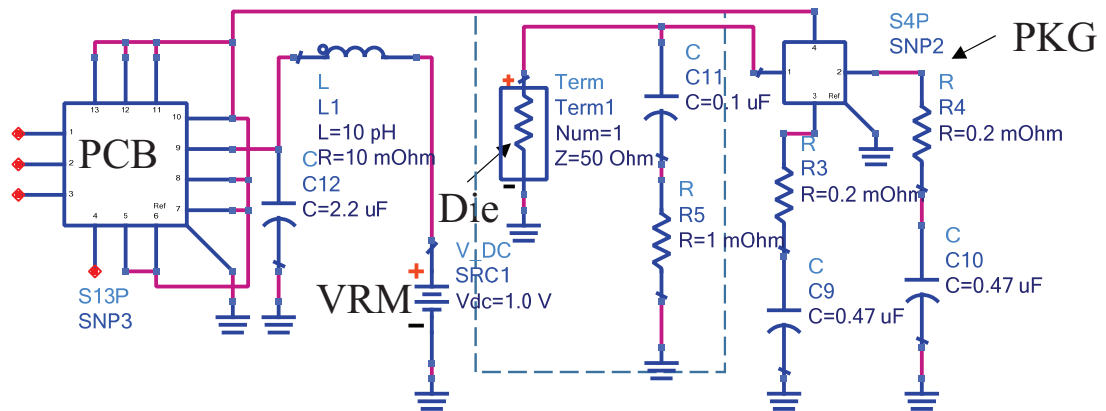 S4P
SNP2
PKG
4
1
2
3
Ref
R
R4
R=0.2 mOhm
L
L1
L=10 pH
R=10 mOhm
C
C12
C=2.2 uF
+
Term
Term1
Num=1
Z=50 Ohm
-
Die
C
C11
C=0.1 uF
R
R5
R=1 mOhm
R
R3
R=0.2 mOhm
13
12
11
10
9
8
7
1
2
3
4
5
Ref
6
PCB
S13P
SNP3
VRM
+
V_DC
SRC1
Vdc=1.0 V
-
C
C9
C=0.47 uF
C
C10
C=0.47 uF